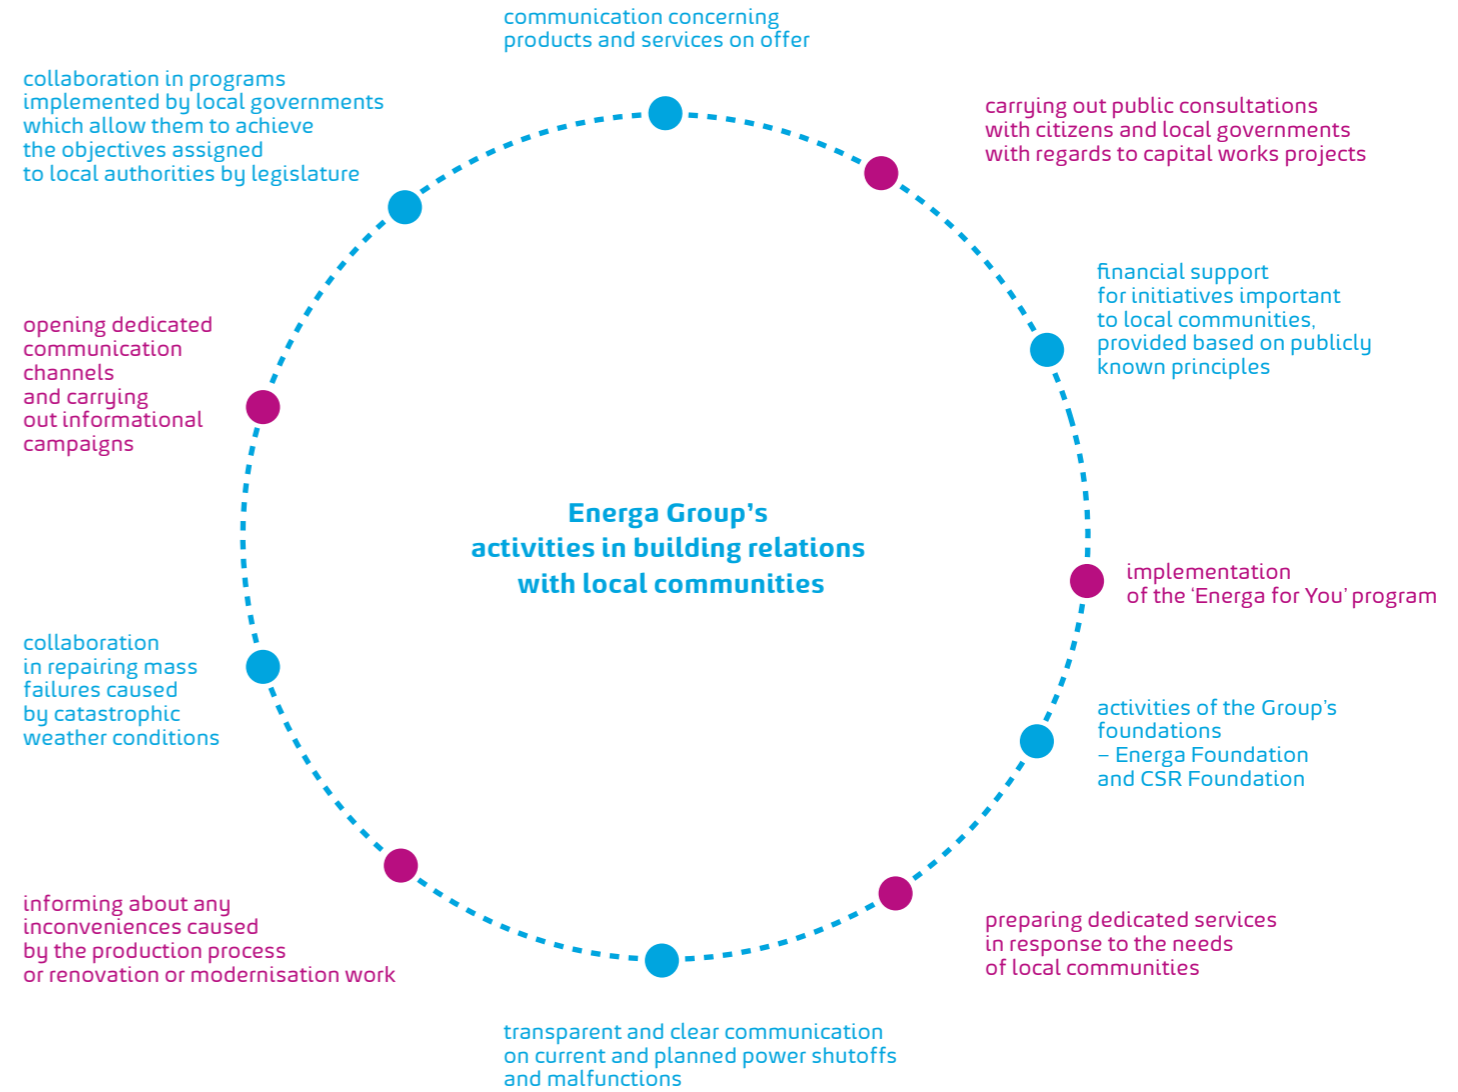 communication concerning
products and services on offer
carrying out public consultations
with citizens and local governments
with regards to capital works projects
financial support
for initiatives important
to local communities,
provided based on publicly
known principles
implementation
of the ‘Energa for You’ program
activities of the Group’s
foundations
– Energa Foundation
and CSR Foundation
preparing dedicated services
in response to the needs
of local communities
transparent and clear communication
on current and planned power shutoffs
and malfunctions
informing about any
inconveniences caused
by the production process
or renovation or modernisation work
collaboration
in repairing mass
failures caused
by catastrophic
weather conditions
opening dedicated
communication
channels
and carrying
out informational
campaigns
collaboration in programs
implemented by local governments
which allow them to achieve
the objectives assigned
to local authorities by legislature
Energa Group’s
activities in building relations
with local communities